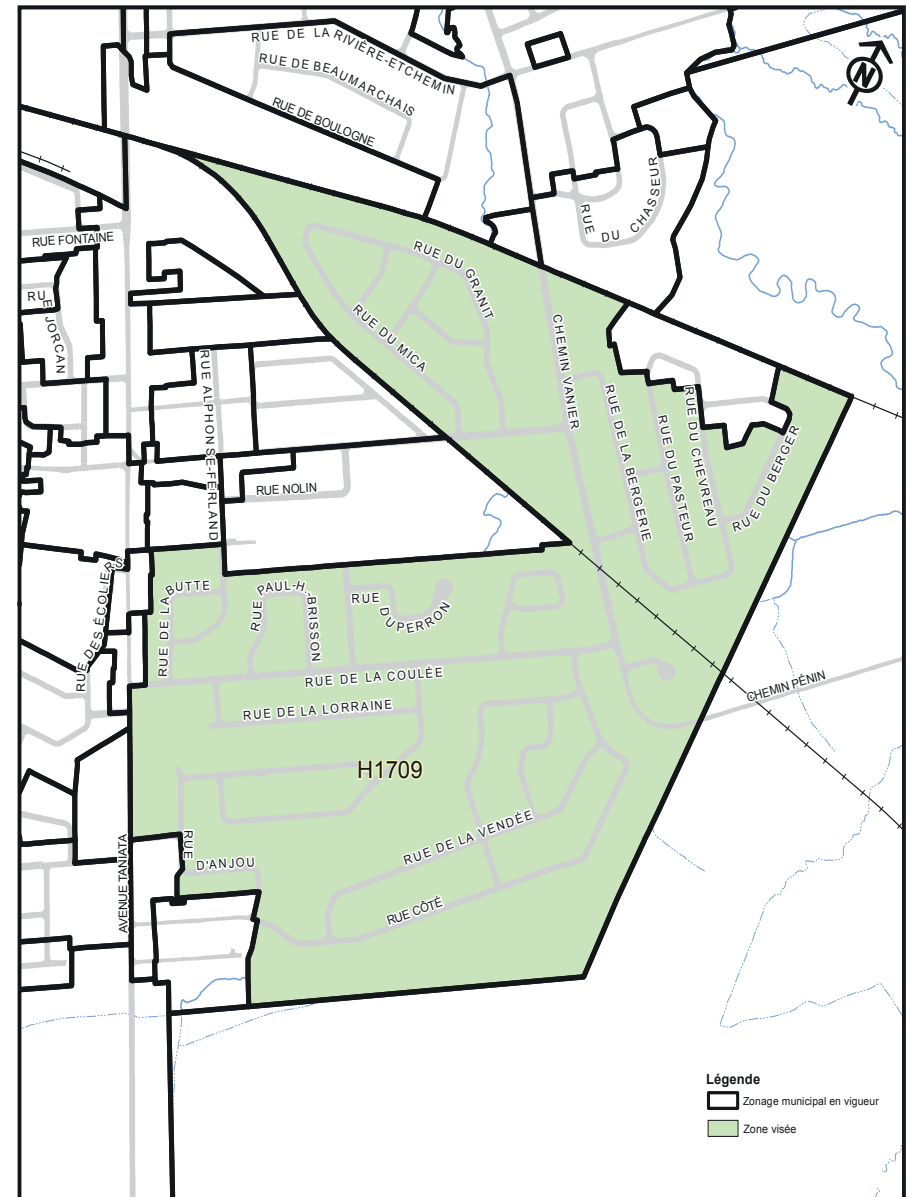 RUE DE LA RIVIÈRE-ETCHEMIN
RUE DE BEAUMARCHAIS
RUE DE BOULOGNE
N
RUE DU CHASSEUR
RUE FONTAINE
RUE JORCAN
RUE DU GRANIT
RUE DU MICA
CHEMIN VANIER
RUE ALPHONSE-FERLAND
RUE DE LA BERGERIE
RUE DU PASTEUR
RUE DU CHEVREAU
RUE DU BERGER
RUE NOLIN
RUE DES ÉCOLIERS
RUE DE LA BUTTE
RUE PAUL-H.-BRISSON
RUE DUPERRON
RUE DE LA COULÉE
RUE DE LA LORRAINE
CHEMIN PÉNIN
H1709
AVENUE TANIATA
RUE D'ANJOU
RUE DE LA VENDÉE
RUE CÔTÉ
Légende
Zonage municipal en vigueur
Zone visée